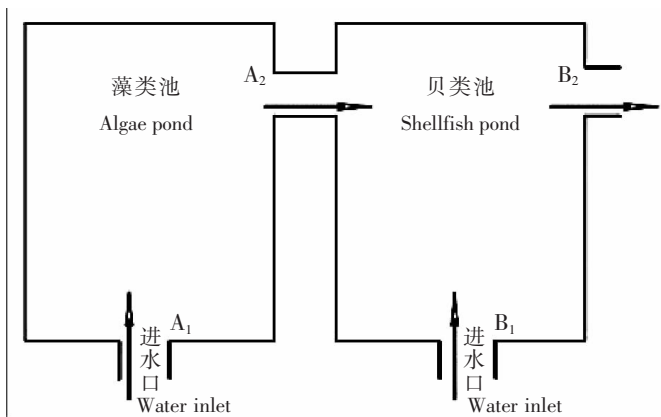 A₂
藻类池
Algae pond
B₂
贝类池
Shellfish pond
A₁
进水口
Water inlet
B₁
进水口
Water inlet